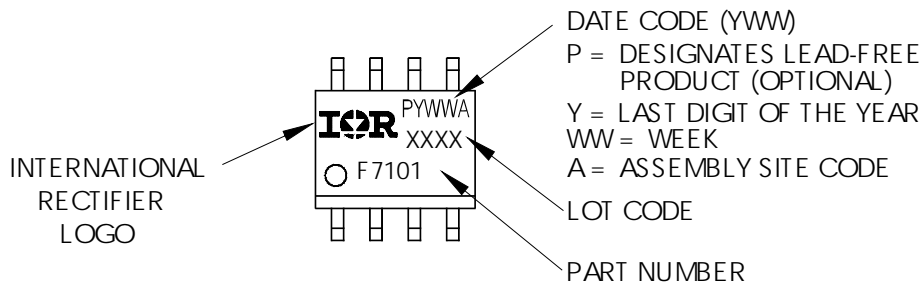 DATE CODE (YWW)
P = DESIGNATES LEAD-FREE
PRODUCT (OPTIONAL)
Y = LAST DIGIT OF THE YEAR
WW = WEEK
A = ASSEMBLY SITE CODE
LOT CODE
PART NUMBER
INTERNATIONAL
RECTIFIER
LOGO
IOR
PYWWA
XXXX
F7101